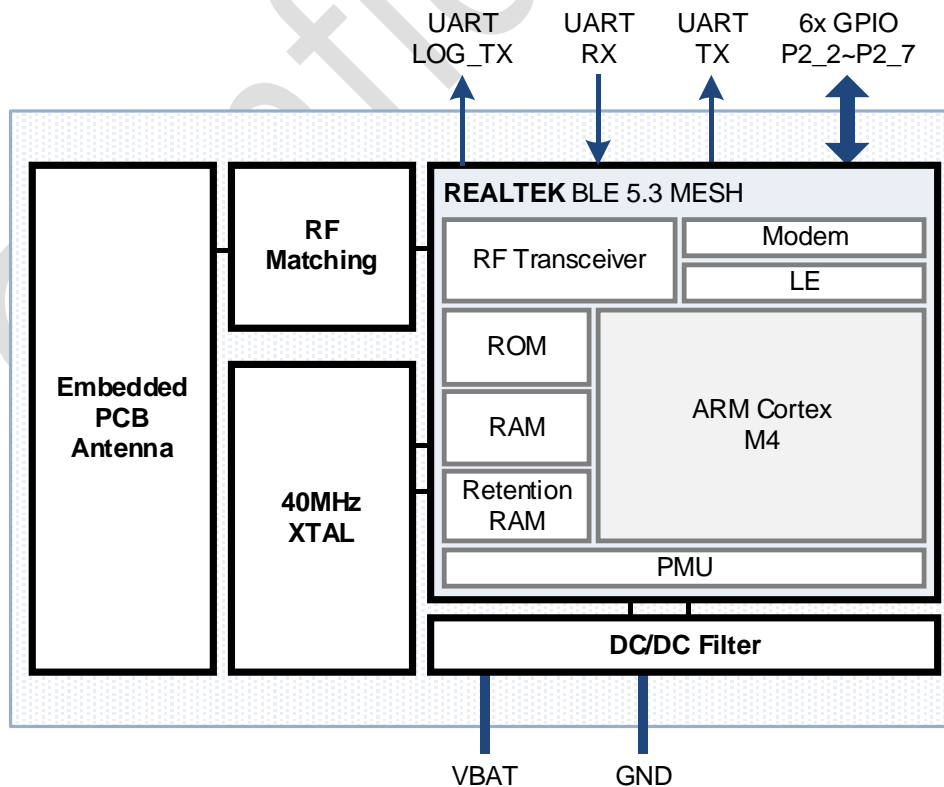 UART
LOG_TX
UART
RX
UART
TX
6x GPIO
P2_2~P2_7
REALTEK BLE 5.3 MESH
RF
Matching
RF Transceiver
Modem
LE
ROM
RAM
Retention
RAM
ARM Cortex
M4
PMU
Embedded
PCB
Antenna
40MHz
XTAL
DC/DC Filter
VBAT
GND